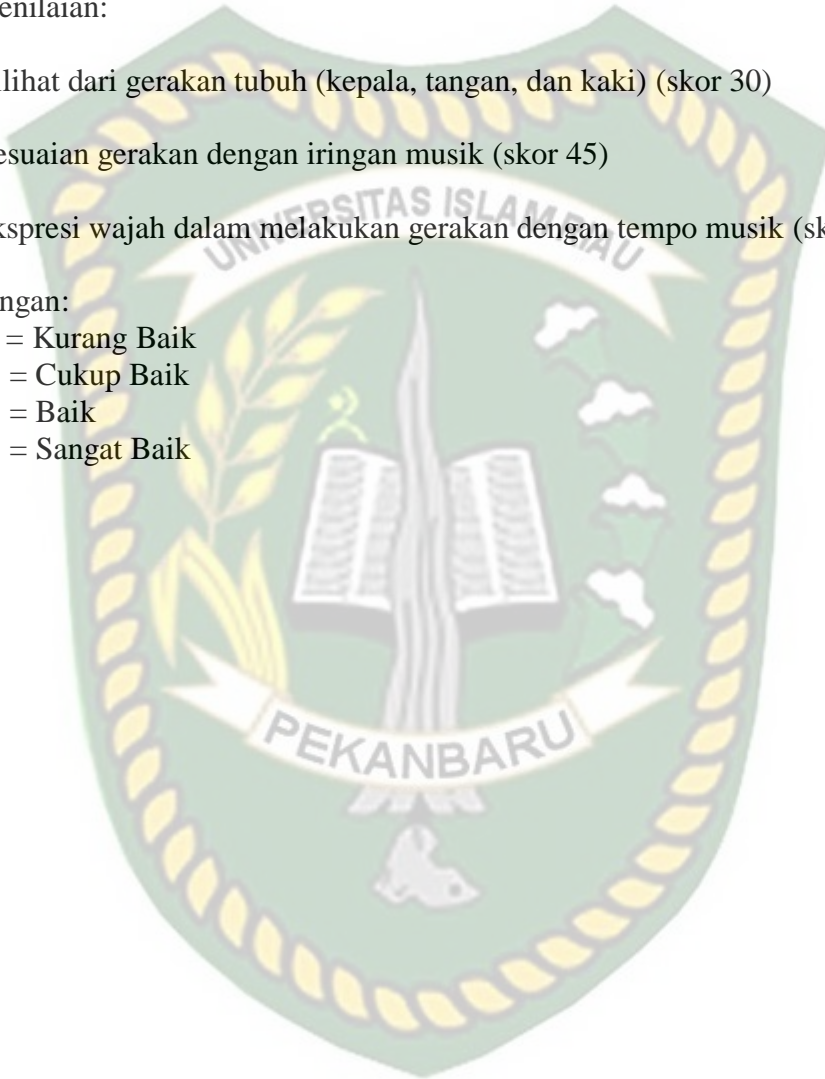 enilaian:
ilihat dari gerakan tubuh (kepala, tangan, dan kaki) (skor 30)
esuaian gerakan dengan iringan musik (skor 45)
UNIVERSITAS ISLAM RIAU
kspresi wajah dalam melakukan gerakan dengan tempo musik (sk
ngan:
= Kurang Baik
= Cukup Baik
= Baik
= Sangat Baik
PEKANBARU